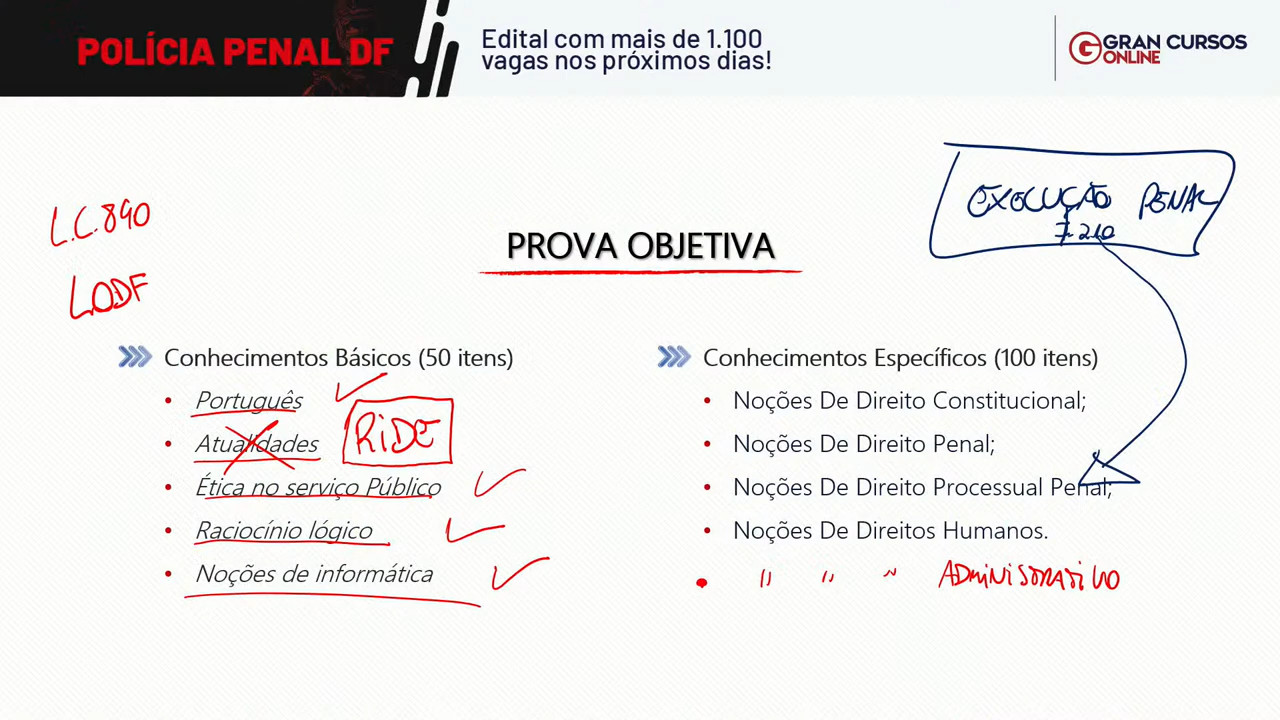 POLÍCIA PENAL DF
Edital com mais de 1.100
vagas nos próximos dias!
GRAN CURSOS
ONLINE
EXECUÇÃO PENAL
7.210
L.C. 840
LODF
PROVA OBJETIVA
Conhecimentos Básicos (50 itens)
• Português
• Atualidades
RIDE
• Ética no serviço Público
• Raciocínio lógico
• Noções de informática
Conhecimentos Específicos (100 itens)
• Noções De Direito Constitucional;
• Noções De Direito Penal;
• Noções De Direito Processual Penal;
• Noções De Direitos Humanos.
• " " " ADMINISTRATIVO